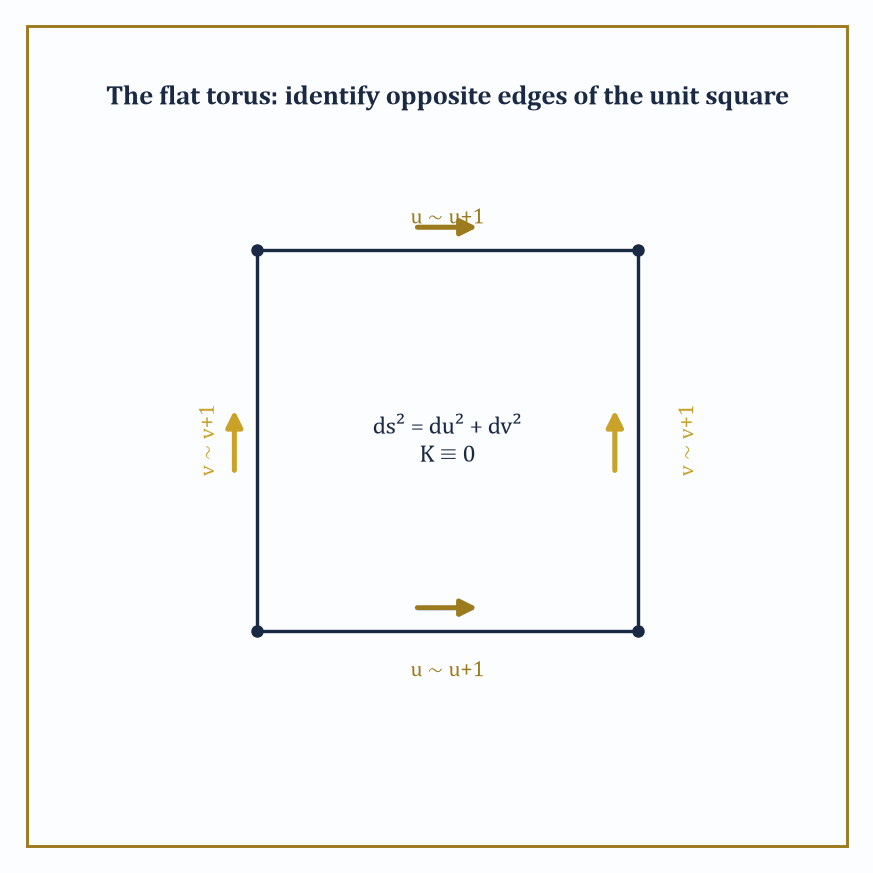 The flat torus: identify opposite edges of the unit square
u ~ u+1
v ~ v+1
ds² = du² + dv²
K ≡ 0
v ~ v+1
u ~ u+1